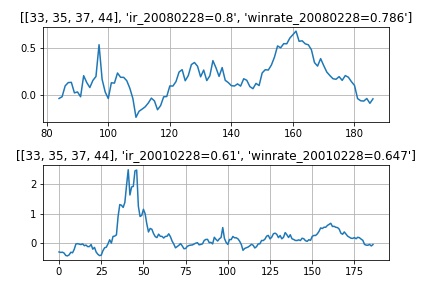 [[33, 35, 37, 44], 'ir_20080228=0.8', 'winrate_20080228=0.786']
0.5
0.0
80 100 120 140 160 180
[[33, 35, 37, 44], 'ir_20010228=0.61', 'winrate_20010228=0.647']
2
1
0
0 25 50 75 100 125 150 175